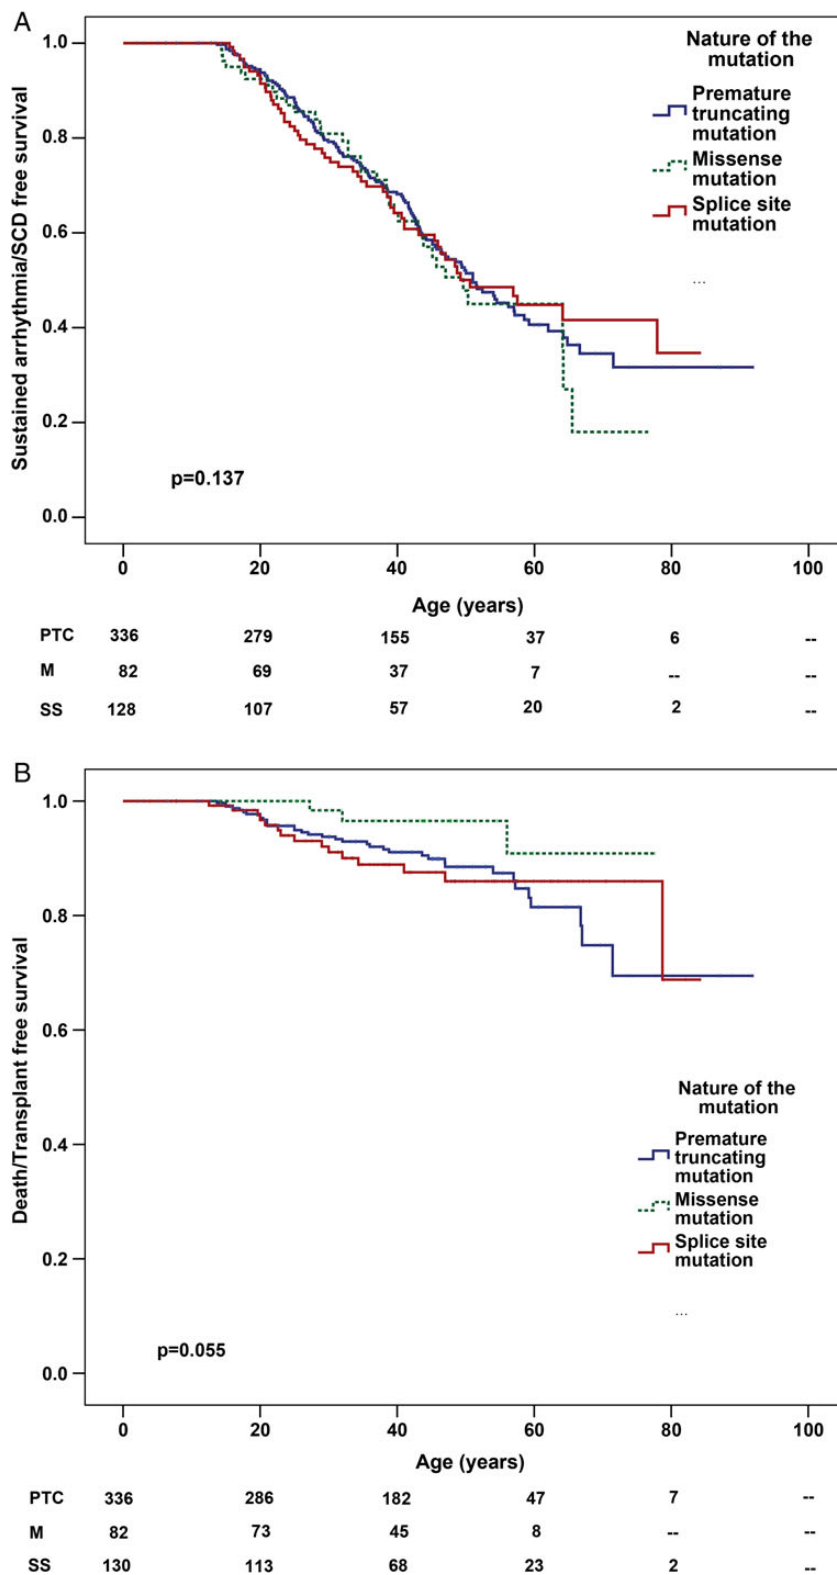 A
Sustained arrhythmia/SCD free survival
1.0
0.8
0.6
0.4
0.2
0.0
Nature of the
mutation
Premature
truncating
mutation
Missense
mutation
Splice site
mutation
...
p=0.137
0 20 40 60 80 100
Age (years)
PTC 336 279 155 37 6 --
M 82 69 37 7 -- --
SS 128 107 57 20 2 --
B
Death/Transplant free survival
1.0
0.8
0.6
0.4
0.2
0.0
Nature of the
mutation
Premature
truncating
mutation
Missense
mutation
Splice site
mutation
...
p=0.055
0 20 40 60 80 100
Age (years)
PTC 336 286 182 47 7 --
M 82 73 45 8 -- --
SS 130 113 68 23 2 --